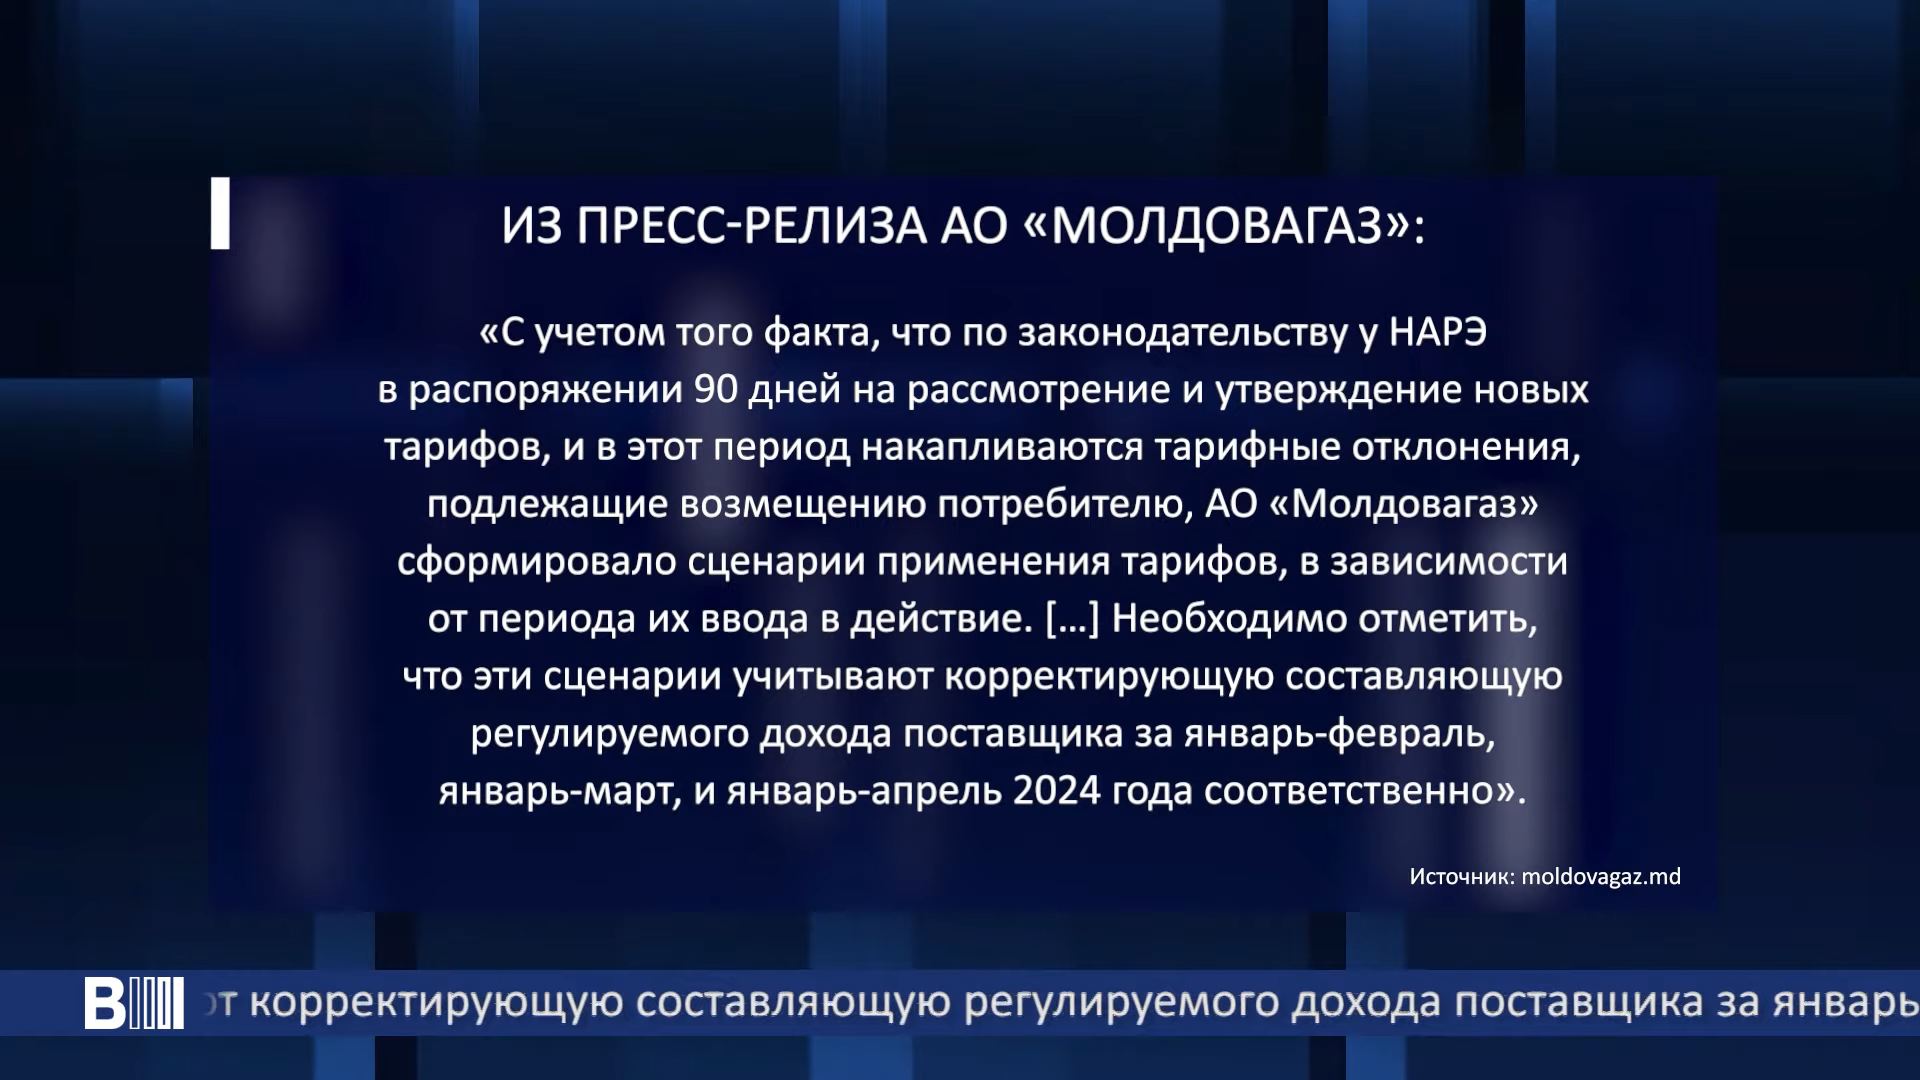 ИЗ ПРЕСС-РЕЛИЗА АО «МОЛДОВАГАЗ»:
«С учетом того факта, что по законодательству у НАРЭ
в распоряжении 90 дней на рассмотрение и утверждение новых
тарифов, и в этот период накапливаются тарифные отклонения,
подлежащие возмещению потребителю, АО «Молдовагаз»
сформировало сценарии применения тарифов, в зависимости
от периода их ввода в действие. [...] Необходимо отметить,
что эти сценарии учитывают корректирующую составляющую
регулируемого дохода поставщика за январь-февраль,
январь-март, и январь-апрель 2024 года соответственно».
Источник: moldovagaz.md
В от корректирующую составляющую регулируемого дохода поставщика за январь